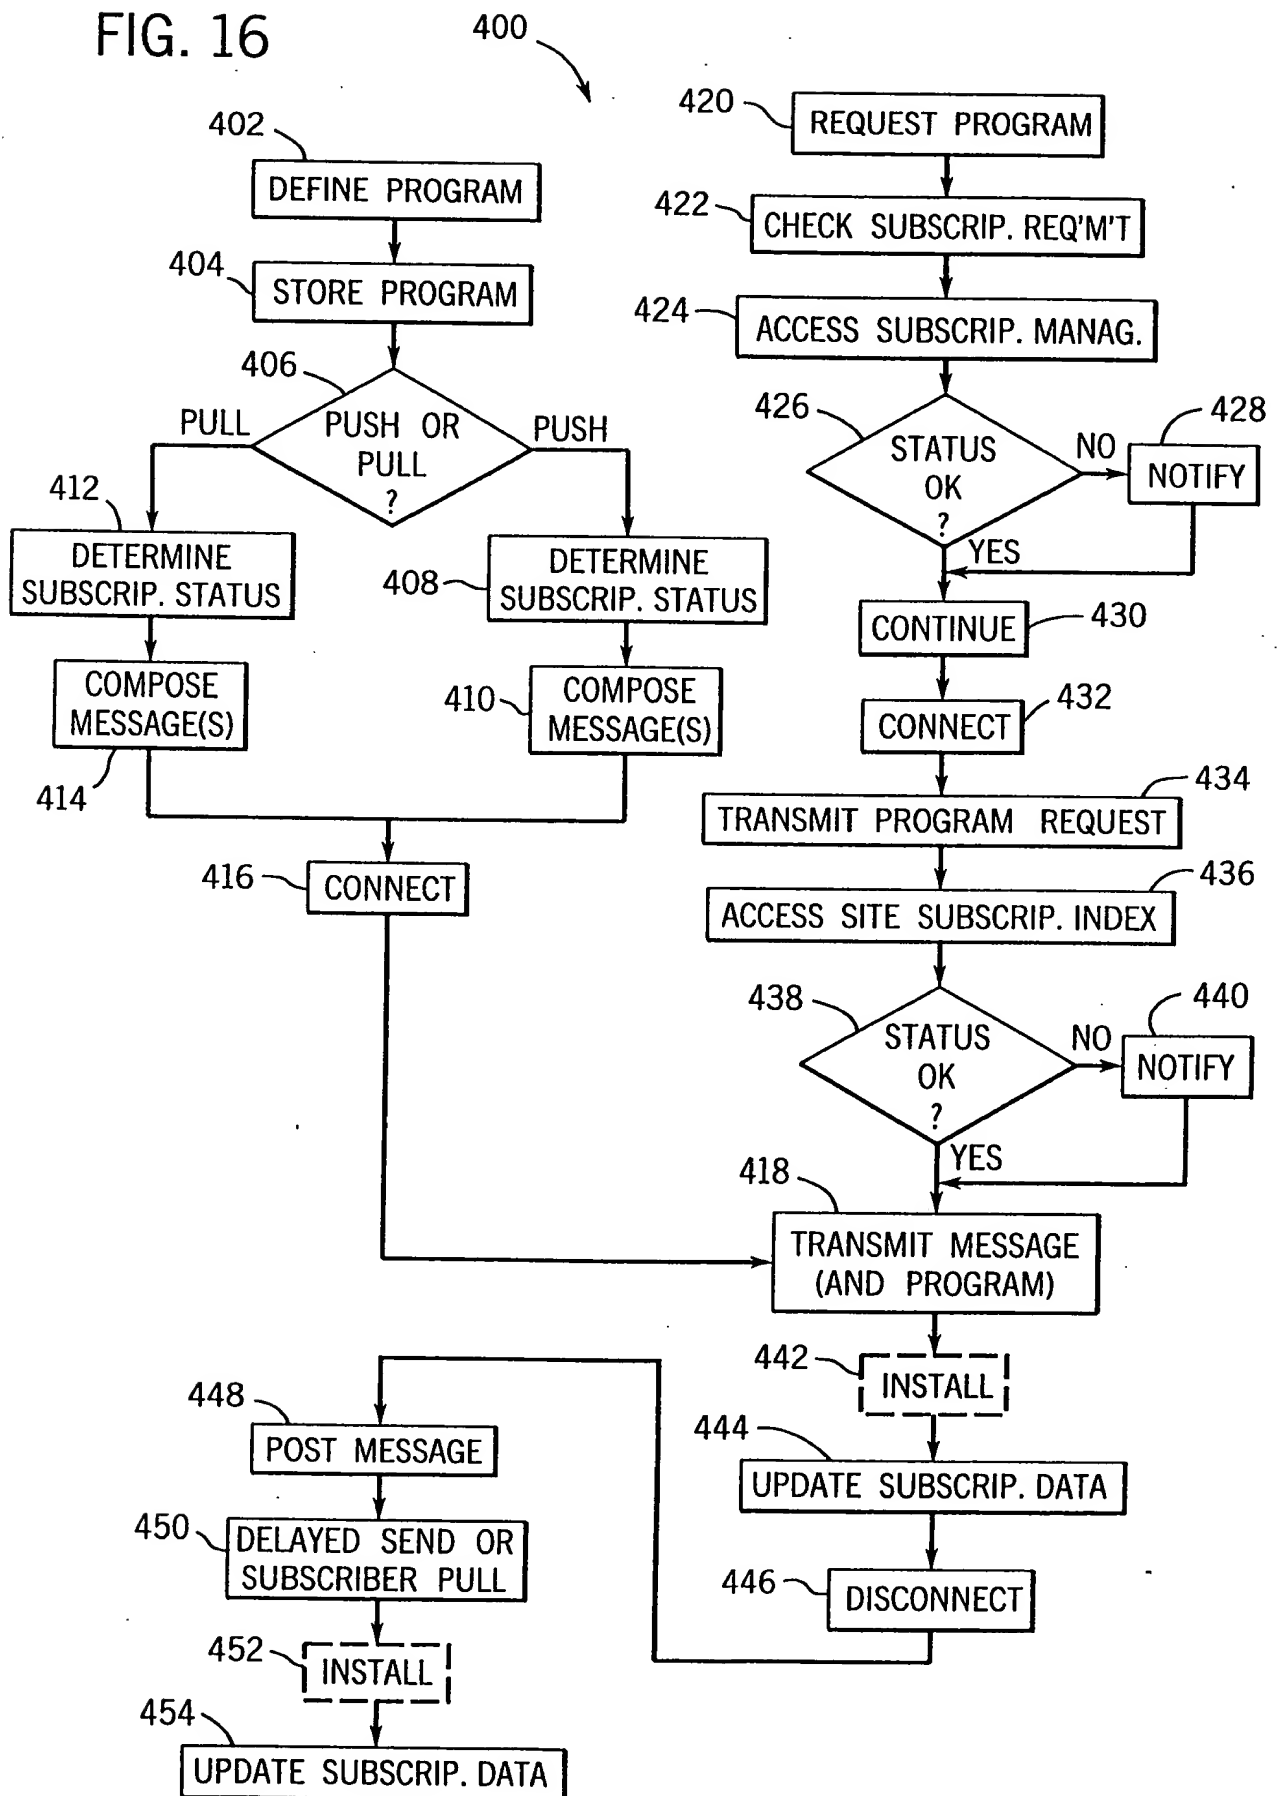 FIG. 16
400
402
DEFINE PROGRAM
404
STORE PROGRAM
406
PUSH OR
PULL
?
PULL
PUSH
412
DETERMINE
SUBSCRIP. STATUS
408
DETERMINE
SUBSCRIP. STATUS
COMPOSE
MESSAGE(S)
414
410
COMPOSE
MESSAGE(S)
416
CONNECT
420
REQUEST PROGRAM
422
CHECK SUBSCRIP. REQ'M'T
424
ACCESS SUBSCRIP. MANAG.
426
STATUS
OK
?
NO
428
NOTIFY
YES
CONTINUE
430
CONNECT
432
434
TRANSMIT PROGRAM REQUEST
436
ACCESS SITE SUBSCRIP. INDEX
438
STATUS
OK
?
NO
440
NOTIFY
YES
418
TRANSMIT MESSAGE
(AND PROGRAM)
442
INSTALL
444
UPDATE SUBSCRIP. DATA
446
DISCONNECT
448
POST MESSAGE
450
DELAYED SEND OR
SUBSCRIBER PULL
452
INSTALL
454
UPDATE SUBSCRIP. DATA